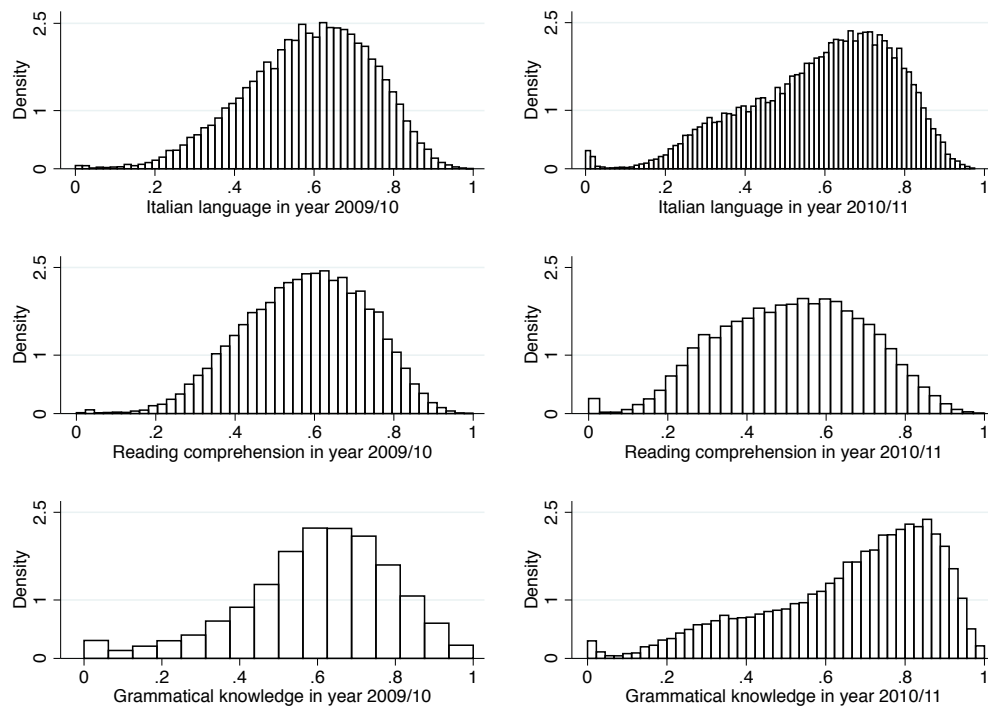 Density
2.5
1
0
0 .2 .4 .6 .8 1
Italian language in year 2009/10
Density
2.5
1
0
0 .2 .4 .6 .8 1
Italian language in year 2010/11
Density
2.5
1
0
0 .2 .4 .6 .8 1
Reading comprehension in year 2009/10
Density
2.5
1
0
0 .2 .4 .6 .8 1
Reading comprehension in year 2010/11
Density
2.5
1
0
0 .2 .4 .6 .8 1
Grammatical knowledge in year 2009/10
Density
2.5
1
0
0 .2 .4 .6 .8 1
Grammatical knowledge in year 2010/11